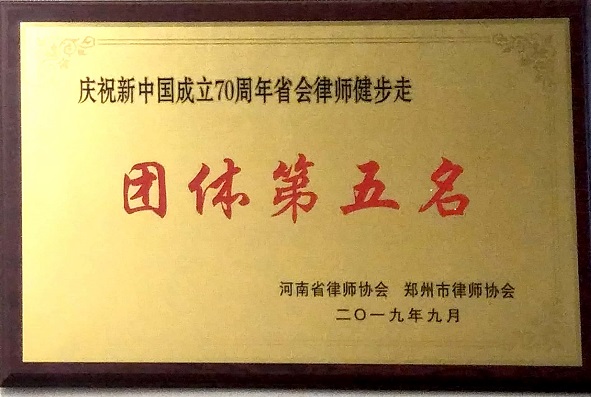 庆祝新中国成立70周年省会律师健步走
团体第五名
河南省律师协会 郑州市律师协会
二〇一九年九月